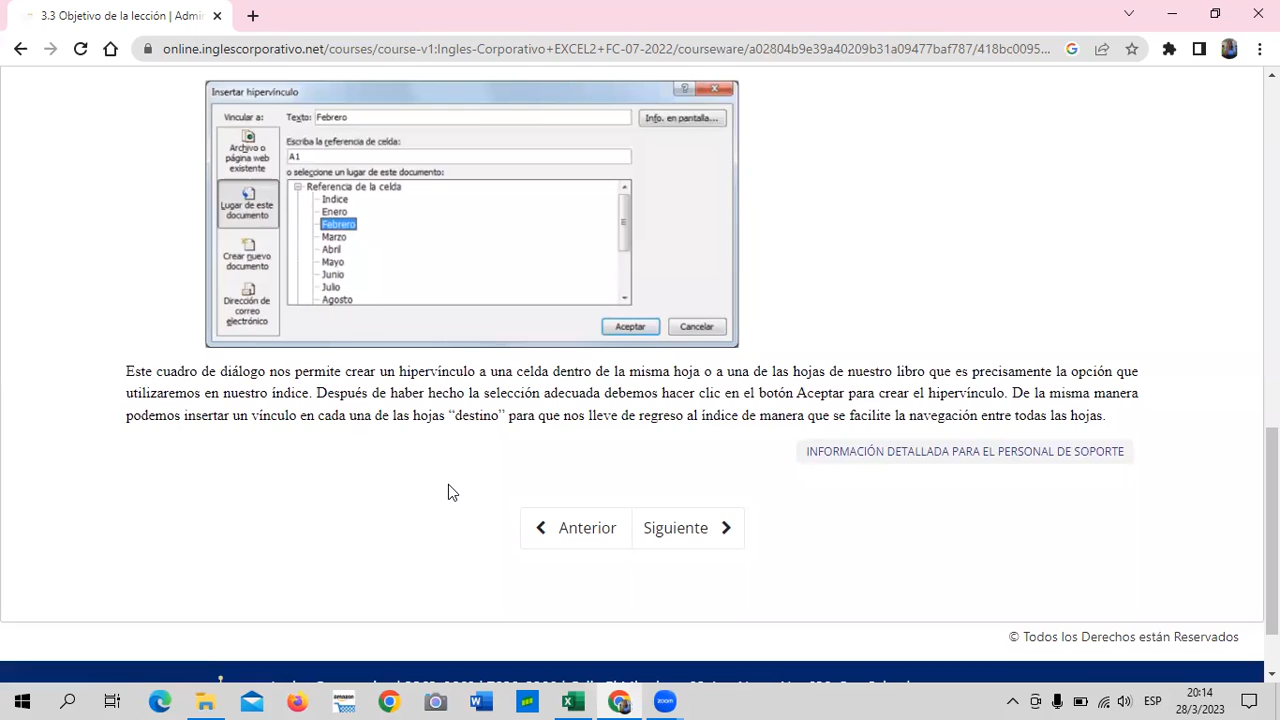 3.3 Objetivo de la lección | Admi
online.inglescorporativo.net/courses/course-v1:Ingles-Corporativo+EXCEL2+FC-07-2022/courseware/a02804b9e39a40209b31a09477baf787/418bc0095...
Insertar hipervínculo
Vincular a:
Texto: Febrero
Info. en pantalla...
Archivo o página web existente
Escriba la referencia de celda:
A1
o seleccione un lugar de este documento:
Referencia de la celda
Lugar de este documento
Indice
Enero
Febrero
Marzo
Abril
Mayo
Junio
Julio
Agosto
Crear nuevo documento
Dirección de correo electrónico
Aceptar
Cancelar
Este cuadro de diálogo nos permite crear un hipervínculo a una celda dentro de la misma hoja o a una de las hojas de nuestro libro que es precisamente la opción que
utilizaremos en nuestro índice. Después de haber hecho la selección adecuada debemos hacer clic en el botón Aceptar para crear el hipervínculo. De la misma manera
podemos insertar un vínculo en cada una de las hojas “destino” para que nos lleve de regreso al índice de manera que se facilite la navegación entre todas las hojas.
INFORMACIÓN DETALLADA PARA EL PERSONAL DE SOPORTE
Anterior
Siguiente
© Todos los Derechos están Reservados
amazon
zoom
ESP
20:14
28/3/2023